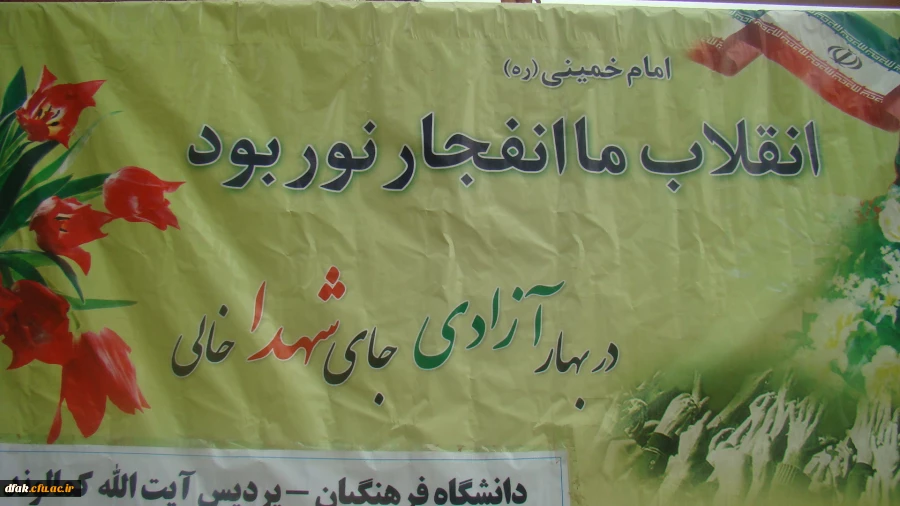 امام خمینی (ره)
انقلاب ما انفجار نور بود
در بهار آزادی جای شهدا خالی
دانشگاه فرهنگیان - پردیس آیت الله
dfak.cfu.ac.ir